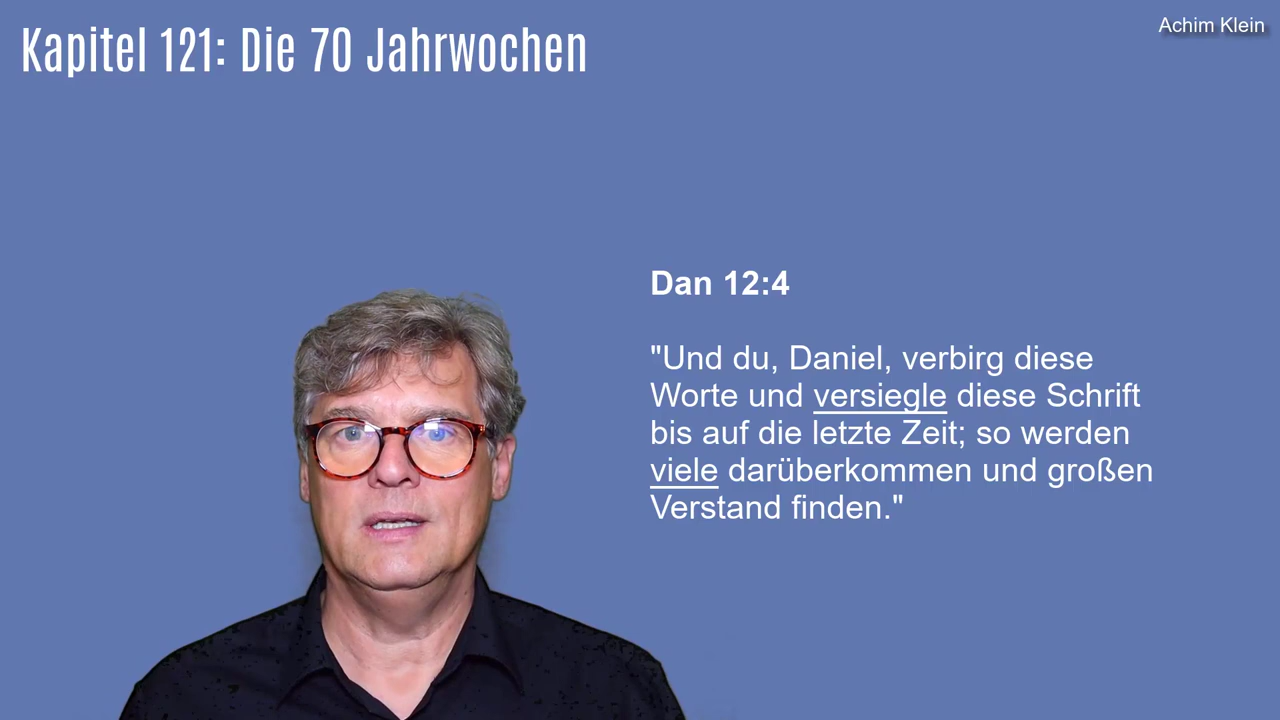 Kapitel 121: Die 70 Jahrwochen
Achim Klein
Dan 12:4
"Und du, Daniel, verbirg diese
Worte und versiegle diese Schrift
bis auf die letzte Zeit; so werden
viele darüberkommen und großen
Verstand finden."